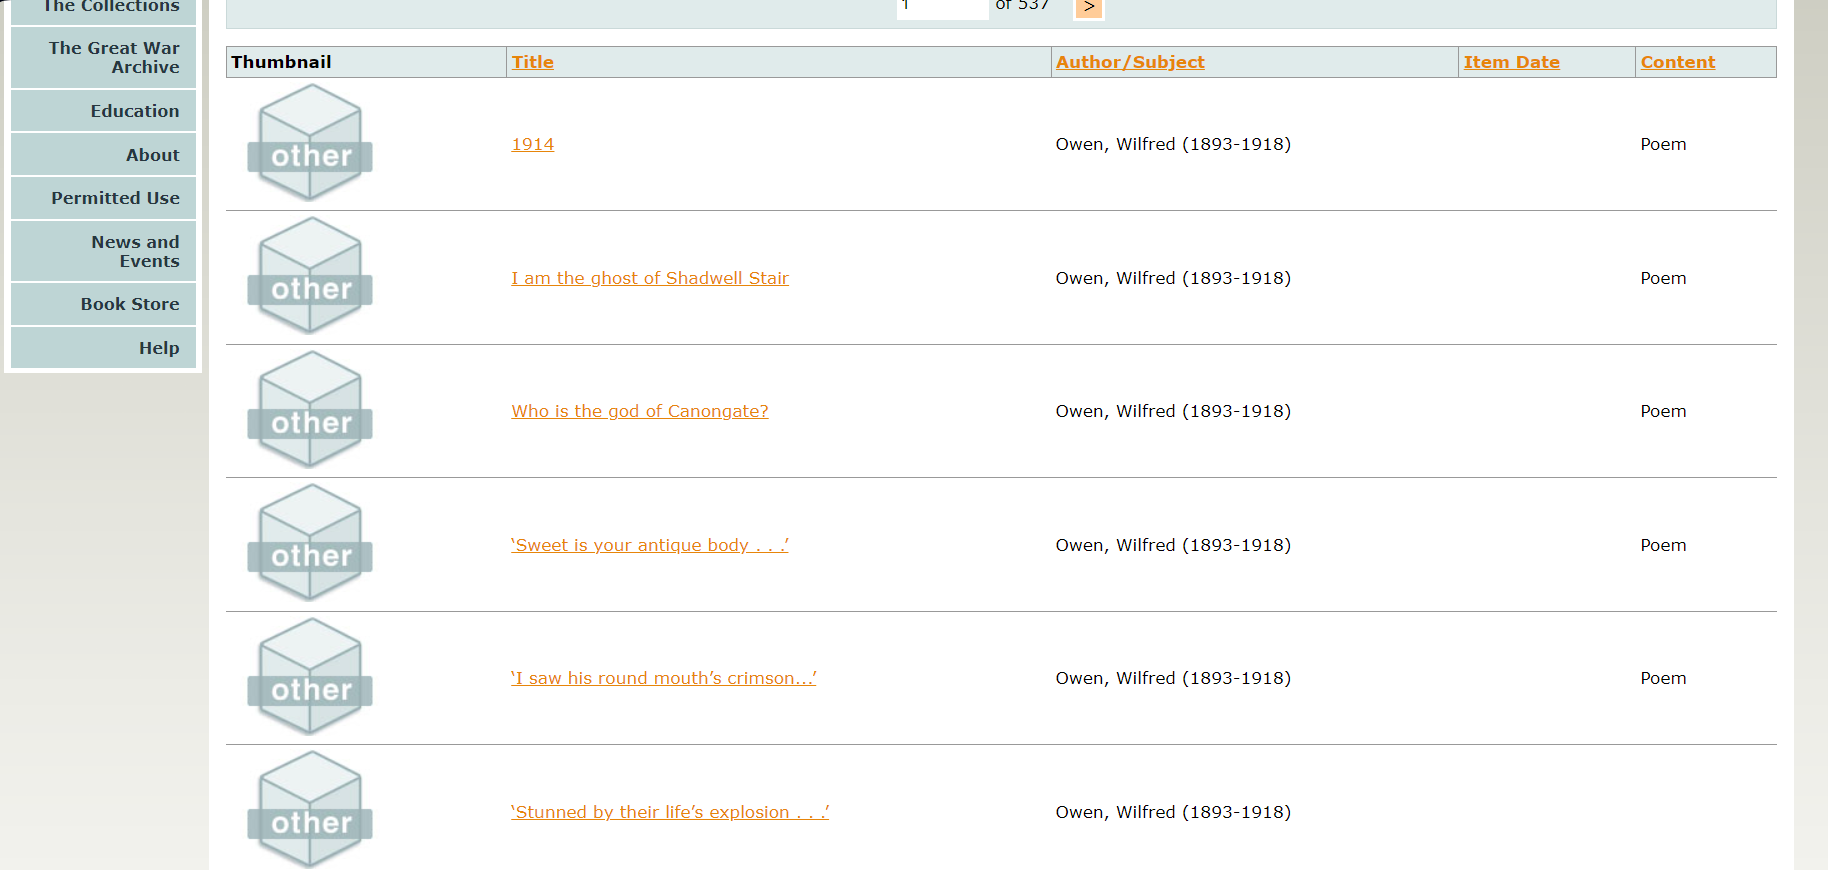 The Collections
The Great War
Archive
Education
About
Permitted Use
News and
Events
Book Store
Help
1 of 537 >
Thumbnail Title Author/Subject Item Date Content
other 1914 Owen, Wilfred (1893-1918) Poem
other I am the ghost of Shadwell Stair Owen, Wilfred (1893-1918) Poem
other Who is the god of Canongate? Owen, Wilfred (1893-1918) Poem
other ‘Sweet is your antique body . . .’ Owen, Wilfred (1893-1918) Poem
other ‘I saw his round mouth’s crimson...’ Owen, Wilfred (1893-1918) Poem
other ‘Stunned by their life’s explosion . . .’ Owen, Wilfred (1893-1918)